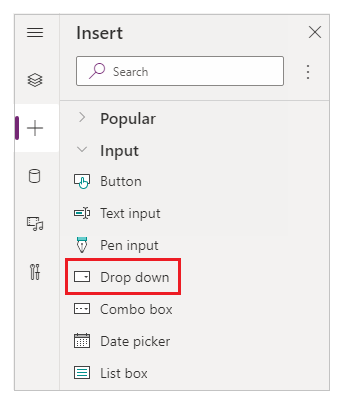 Insert
Search
Popular
Input
Button
Text input
Pen input
Drop down
Combo box
Date picker
List box